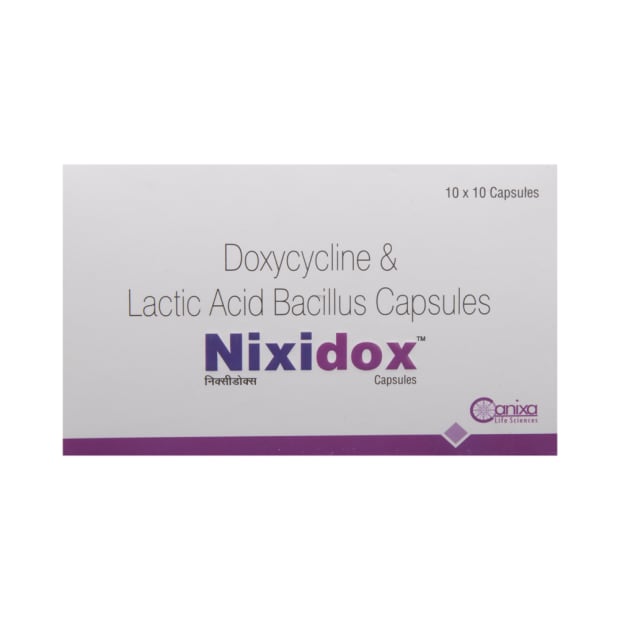 10 x 10 Capsules
Doxycycline &
Lactic Acid Bacillus Capsules
Nixidox™
निक्सीडोक्स Capsules
Canixa
Life Sciences